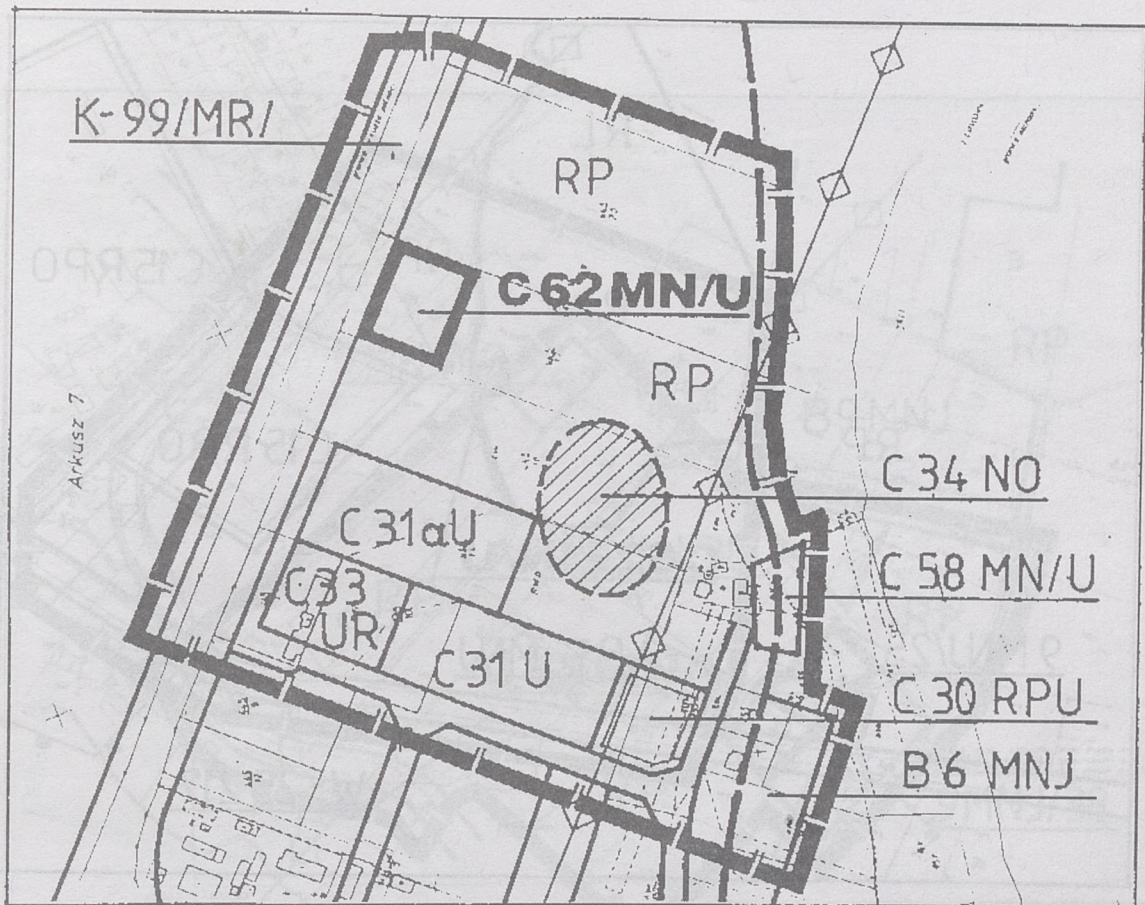 K-99/MR/
RP
C 62 MN/U
RP
Arkusz 7
C 34 NO
C 31aU
C 58 MN/U
C 33
UR
C 31 U
C 30 RPU
B 6 MNJ